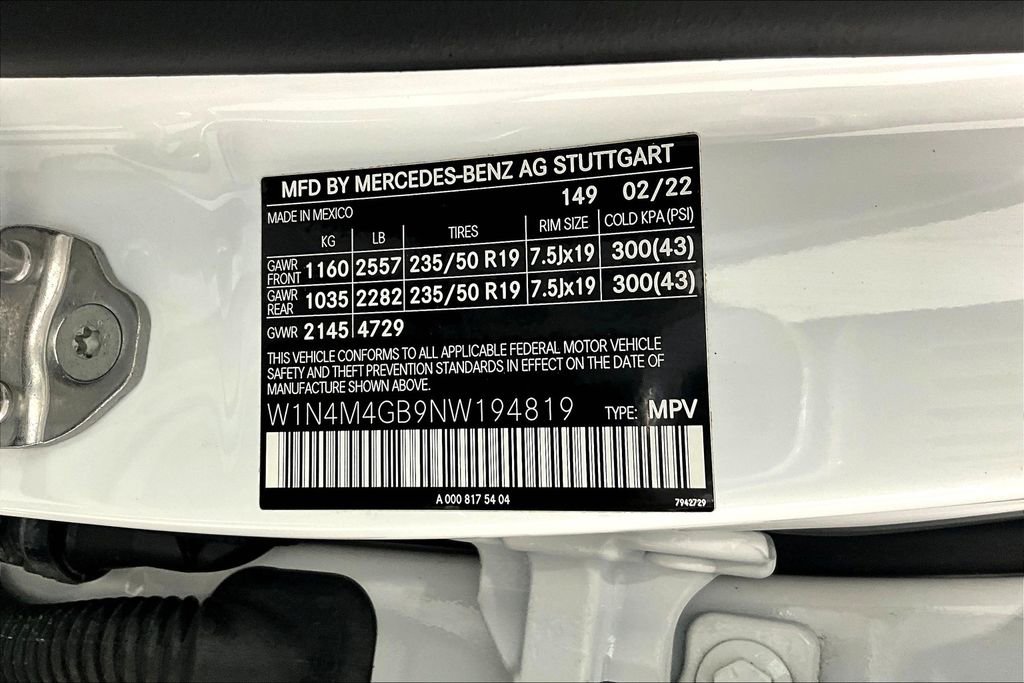 MFD BY MERCEDES-BENZ AG STUTTGART
149 02/22
MADE IN MEXICO
KG LB TIRES RIM SIZE COLD KPA (PSI)
GAWR FRONT 1160 2557 235/50 R19 7.5Jx19 300(43)
GAWR REAR 1035 2282 235/50 R19 7.5Jx19 300(43)
GVWR 2145 4729
THIS VEHICLE CONFORMS TO ALL APPLICABLE FEDERAL MOTOR VEHICLE
SAFETY AND THEFT PREVENTION STANDARDS IN EFFECT ON THE DATE OF
MANUFACTURE SHOWN ABOVE.
W1N4M4GB9NW194819 TYPE: MPV
A 000 817 54 04 7942729